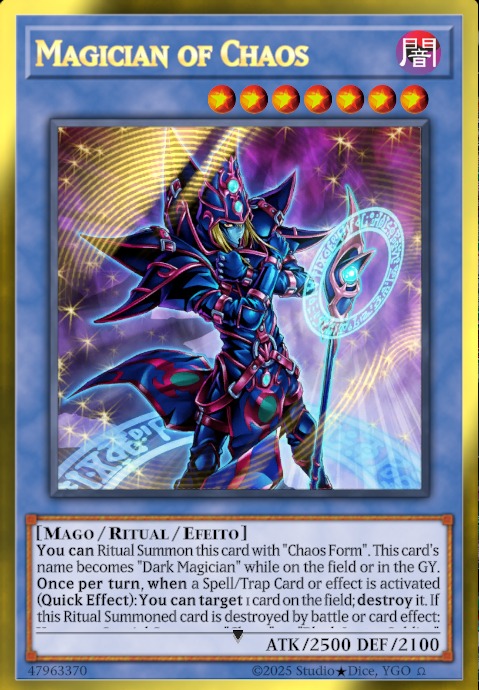 MAGICIAN OF CHAOS
闇
[MAGO / RITUAL / EFEITO]
You can Ritual Summon this card with "Chaos Form". This card's
name becomes "Dark Magician" while on the field or in the GY.
Once per turn, when a Spell/Trap Card or effect is activated
(Quick Effect): You can target 1 card on the field; destroy it. If
this Ritual Summoned card is destroyed by battle or card effect:
ATK/2500 DEF/2100
47963370
©2025 Studio★Dice, YGO Ω